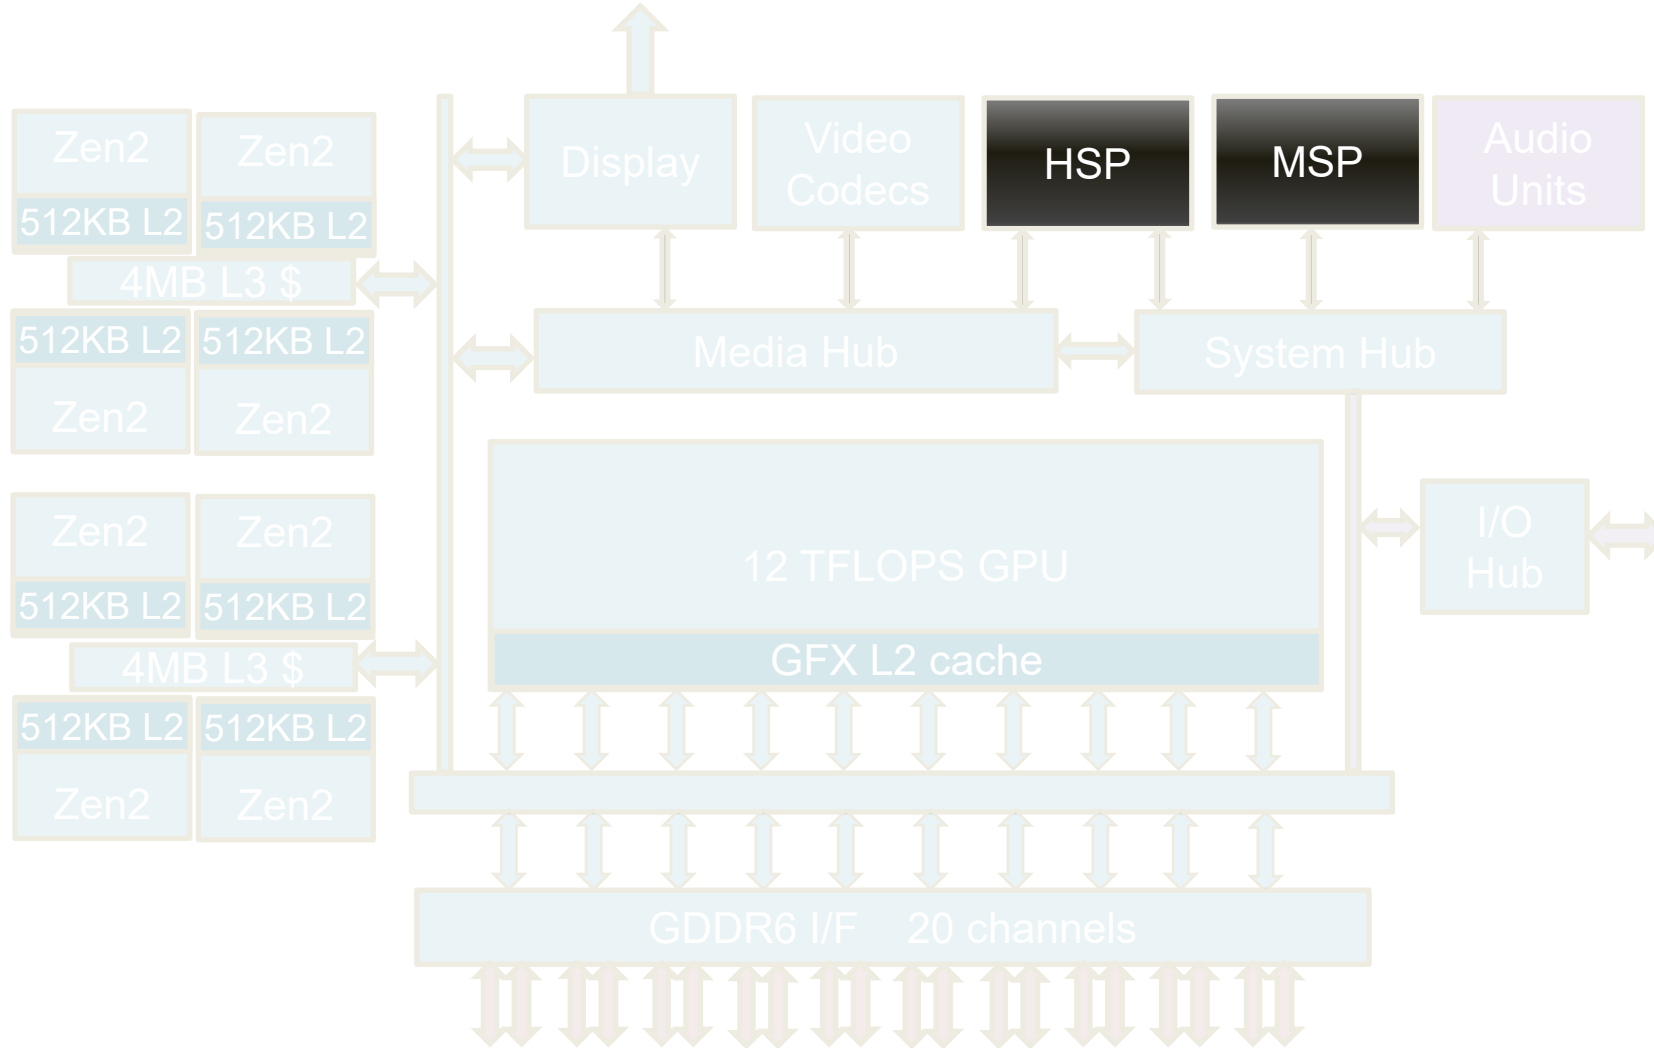 Display
Video
Codecs
HSP
MSP
Audio
Units
Zen2
Zen2
512KB L2
512KB L2
4MB L3 $
512KB L2
512KB L2
Zen2
Zen2
Media Hub
System Hub
Zen2
Zen2
512KB L2
512KB L2
4MB L3 $
512KB L2
512KB L2
Zen2
Zen2
12 TFLOPS GPU
GFX L2 cache
I/O
Hub
GDDR6 I/F 20 channels